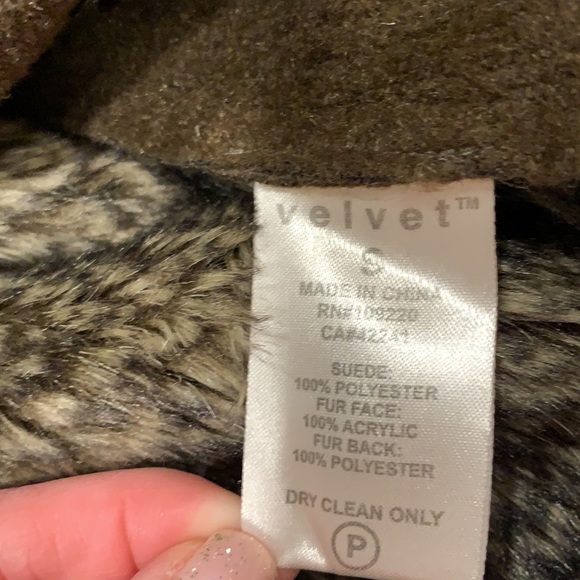 velvet™
S
MADE IN CHINA
RN#109220
CA#42241
SUEDE:
100% POLYESTER
FUR FACE:
100% ACRYLIC
FUR BACK:
100% POLYESTER
DRY CLEAN ONLY
P